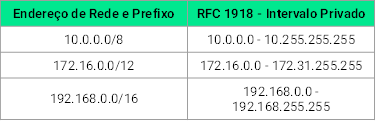 Endereço de Rede e Prefixo RFC 1918 - Intervalo Privado
10.0.0.0/8 10.0.0.0 - 10.255.255.255
172.16.0.0/12 172.16.0.0 - 172.31.255.255
192.168.0.0/16 192.168.0.0 -
192.168.255.255